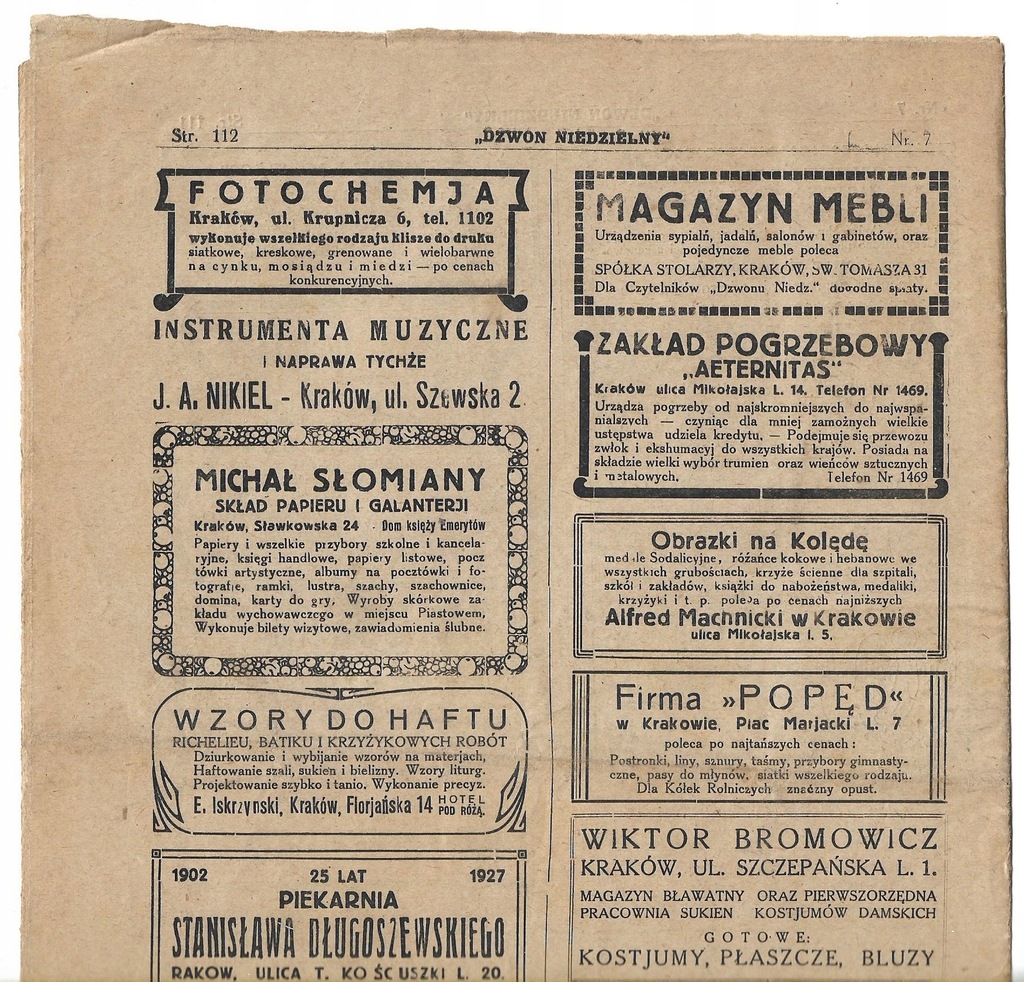 Str. 112
„DZWON NIEDZIELNY"
Nr. 7
FOTOCHEMJA
Kraków, ul. Krupnicza 6, tel. 1102
wykonuje wszelkiego rodzaju klisze do druku
siatkowe, kreskowe, grenowane i wielobarwne
na cynku, mosiądzu i miedzi — po cenach
konkurencyjnych.
INSTRUMENTA MUZYCZNE
I NAPRAWA TYCHŻE
J. A. NIKIEL - Kraków, ul. Szewska 2
MICHAŁ SŁOMIANY
SKŁAD PAPIERU I GALANTERJI
Kraków, Sławkowska 24 - Dom księży Emerytów
Papiery i wszelkie przybory szkolne i kancela-
ryjne, księgi handlowe, papiery listowe, pocz
tówki artystyczne, albumy na pocztówki i fo-
tografie, ramki, lustra, szachy, szachownice,
domina, karty do gry. Wyroby skórkowe za-
kładu wychowawczego w miejscu Piastowem,
Wykonuje bilety wizytowe, zawiadomienia ślubne.
WZORY DO HAFTU
RICHELIEU, BATIKU I KRZYŻYKOWYCH ROBÓT
Dziurkowanie i wybijanie wzorów na materjach,
Haftowanie szali, sukien i bielizny. Wzory liturg.
Projektowanie szybko i tanio. Wykonanie precyz.
E. Iskrzynski, Kraków, Florjańska 14 HOTEL POD RÓŻĄ.
1902 25 LAT 1927
PIEKARNIA
STANISŁAWA DŁUGOSZEWSKIEGO
RAKOW, ULICA T. KOŚCIUSZKI L. 20.
MAGAZYN MEBLI
Urządzenia sypialń, jadalń, salonów i gabinetów, oraz
pojedyncze meble poleca
SPÓŁKA STOLARZY, KRAKÓW, ŚW. TOMASZA 31
Dla Czytelników „Dzwonu Niedz." dogodne spłaty.
ZAKŁAD POGRZEBOWY
„AETERNITAS"
Kraków ulica Mikołajska L. 14. Telefon Nr 1469.
Urządza pogrzeby od najskromniejszych do najwspa-
nialszych — czyniąc dla mniej zamożnych wielkie
ustępstwa udziela kredytu. — Podejmuje się przewozu
zwłok i ekshumacyj do wszystkich krajów. Posiada na
składzie wielki wybór trumien oraz wieńców sztucznych
i metalowych. Telefon Nr 1469
Obrazki na Kolędę
medale Sodalicyjne, różańce kokowe i hebanowe we
wszystkich grubościach, krzyże ścienne dla szpitali,
szkól i zakładów, książki do nabożeństwa, medaliki,
krzyżyki i t. p. poleca po cenach najniższych
Alfred Machnicki w Krakowie
ulica Mikołajska l. 5.
Firma »POPĘD«
w Krakowie, Plac Marjacki L. 7
poleca po najtańszych cenach:
Postronki, liny, sznury, taśmy, przybory gimnasty-
czne, pasy do młynów, siatki wszelkiego rodzaju.
Dla Kółek Rolniczych znaczny opust.
WIKTOR BROMOWICZ
KRAKÓW, UL. SZCZEPAŃSKA L. 1.
MAGAZYN BŁAWATNY ORAZ PIERWSZORZĘDNA
PRACOWNIA SUKIEN KOSTJUMÓW DAMSKICH
GOTOWE:
KOSTJUMY, PŁASZCZE, BLUZY